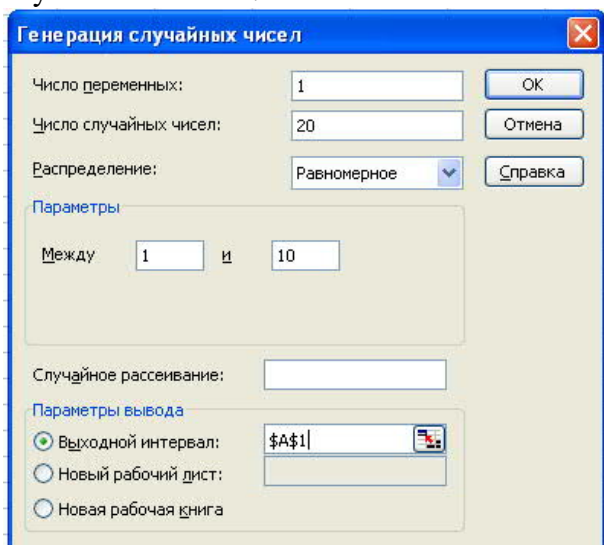 Генерация случайных чисел
Число переменных: 1 ОК
Число случайных чисел: 20 Отмена
Распределение: Равномерное Справка
Параметры
Между 1 и 10
Случайное рассеивание:
Параметры вывода
Выходной интервал: $A$1
Новый рабочий лист:
Новая рабочая книга